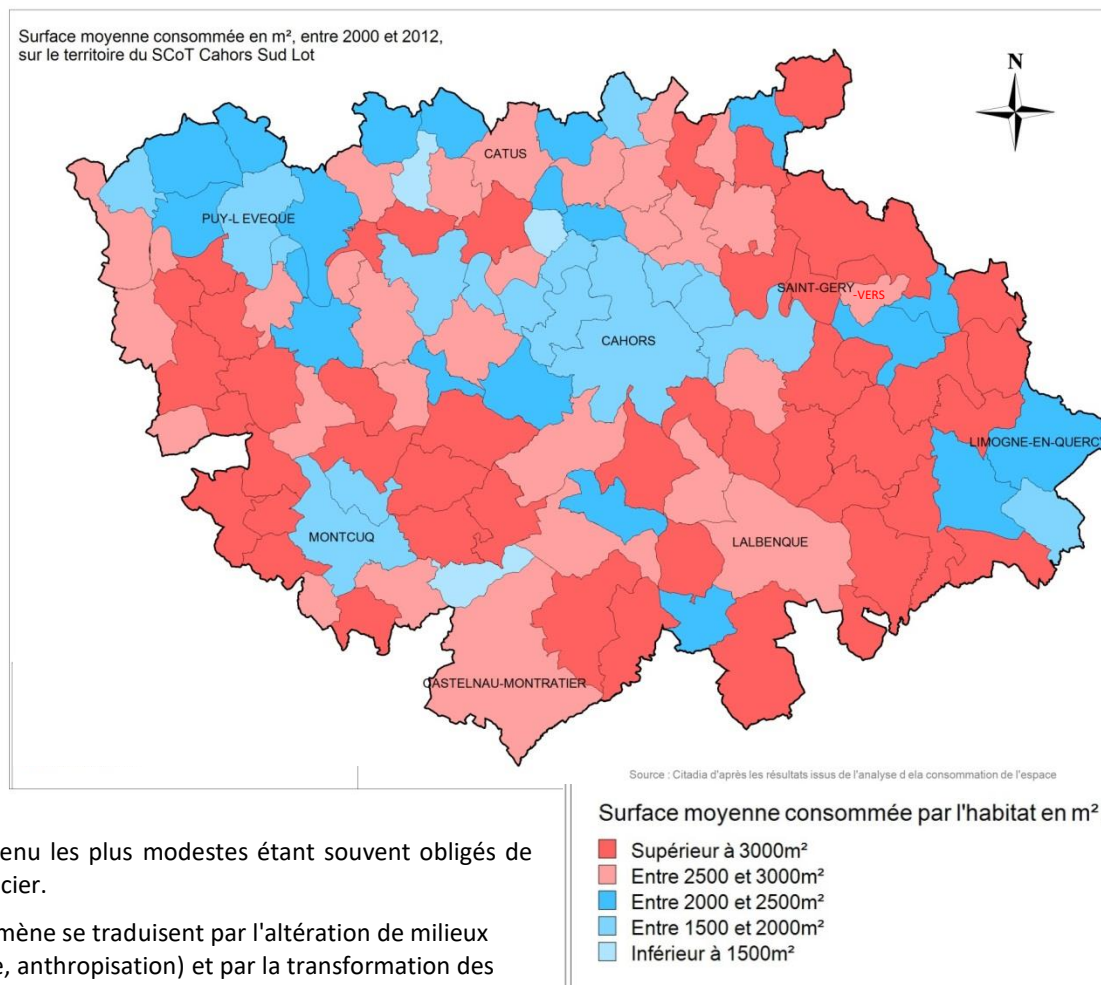 Surface moyenne consommée en m², entre 2000 et 2012,
sur le territoire du SCoT Cahors Sud Lot
N
CATUS
PUY-L EVEQUE
SAINT-GERY
-VERS
CAHORS
LIMOGNE-EN-QUERCY
MONTCUQ
LALBENQUE
CASTELNAU-MONTRATIER
Source : Citadia d'après les résultats issus de l'analyse d ela consommation de l'espace
Surface moyenne consommée par l'habitat en m²
Supérieur à 3000m²
Entre 2500 et 3000m²
Entre 2000 et 2500m²
Entre 1500 et 2000m²
Inférieur à 1500m²
enu les plus modestes étant souvent obligés de
cier.
mène se traduisent par l'altération de milieux
, anthropisation) et par la transformation des